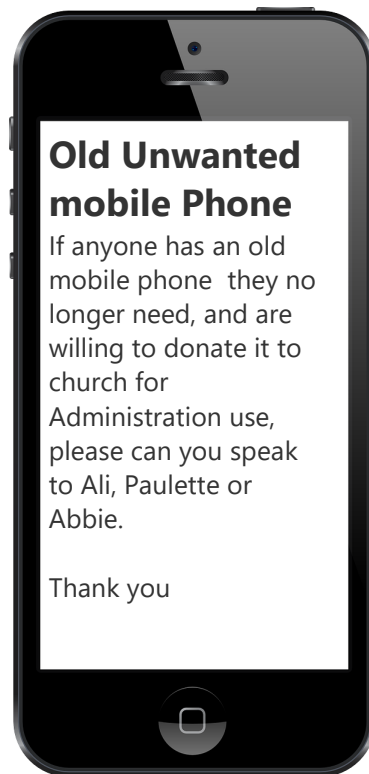 Old Unwanted
mobile Phone
If anyone has an old
mobile phone  they no
longer need, and are
willing to donate it to
church for
Administration use,
please can you speak
to Ali, Paulette or
Abbie.
Thank you